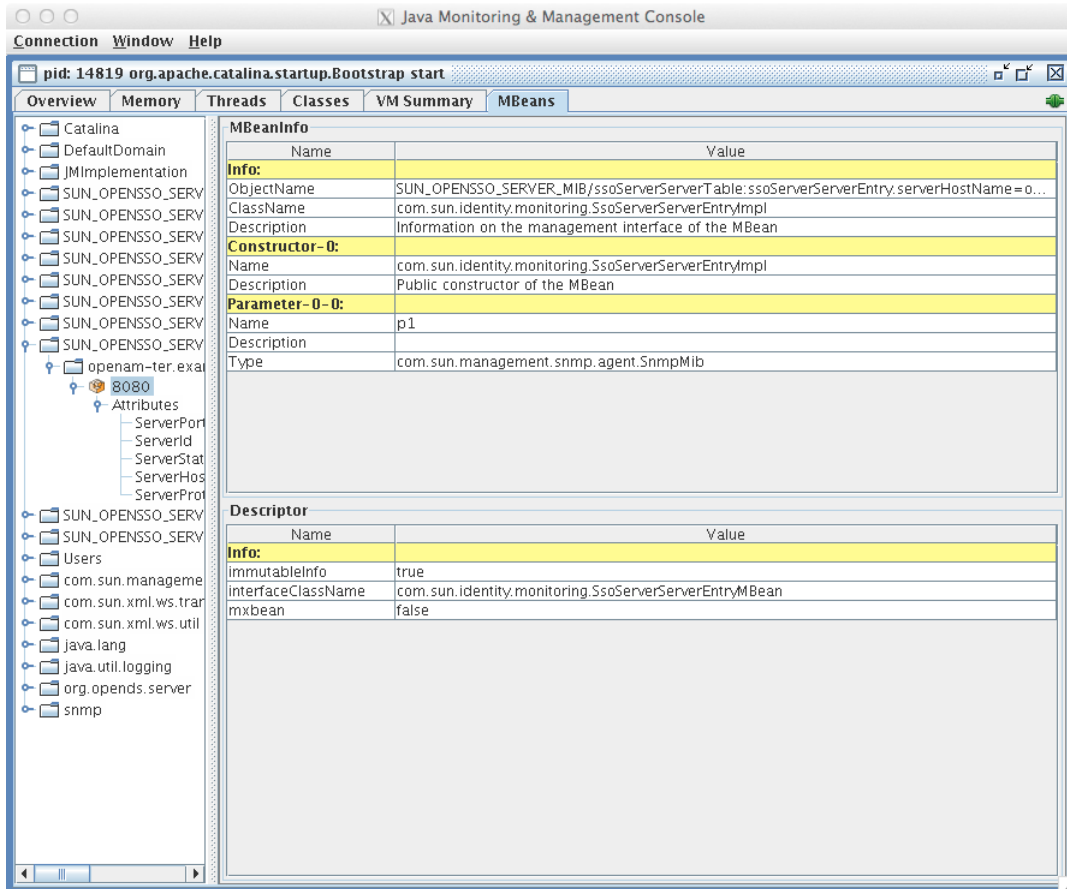 Java Monitoring & Management Console
Connection Window Help
pid: 14819 org.apache.catalina.startup.Bootstrap start
Overview Memory Threads Classes VM Summary MBeans
Catalina
DefaultDomain
JMImplementation
SUN_OPENSSO_SERV
SUN_OPENSSO_SERV
SUN_OPENSSO_SERV
SUN_OPENSSO_SERV
SUN_OPENSSO_SERV
SUN_OPENSSO_SERV
SUN_OPENSSO_SERV
SUN_OPENSSO_SERV
openam-ter.exa
8080
Attributes
ServerPort
ServerId
ServerStat
ServerHos
ServerProt
SUN_OPENSSO_SERV
SUN_OPENSSO_SERV
Users
com.sun.manageme
com.sun.xml.ws.tran
com.sun.xml.ws.util
java.lang
java.util.logging
org.opends.server
snmp
MBeanInfo
Name Value
Info:
ObjectName SUN_OPENSSO_SERVER_MIB/ssoServerServerTable:ssoServerServerEntry.serverHostName=o...
ClassName com.sun.identity.monitoring.SsoServerServerEntryImpl
Description Information on the management interface of the MBean
Constructor-0:
Name com.sun.identity.monitoring.SsoServerServerEntryImpl
Description Public constructor of the MBean
Parameter-0-0:
Name p1
Description
Type com.sun.management.snmp.agent.SnmpMib
Descriptor
Name Value
Info:
immutableInfo true
interfaceClassName com.sun.identity.monitoring.SsoServerServerEntryMBean
mxbean false